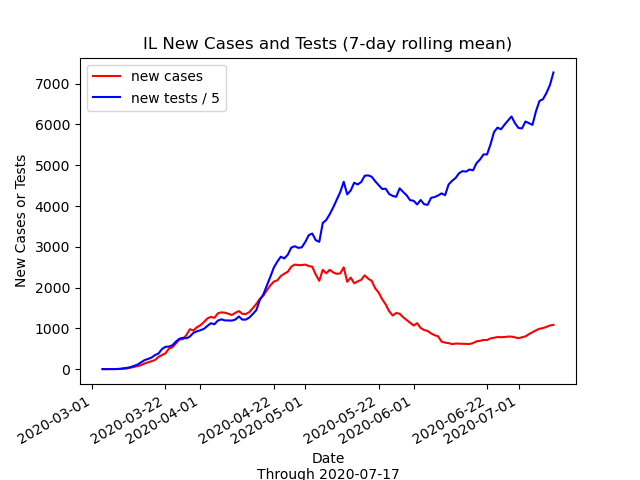 IL New Cases and Tests (7-day rolling mean)
new cases
new tests / 5
7000
6000
5000
4000
3000
2000
1000
0
New Cases or Tests
2020-03-01
2020-03-22
2020-04-01
2020-04-22
2020-05-01
2020-05-22
2020-06-01
2020-06-22
2020-07-01
Date
Through 2020-07-17